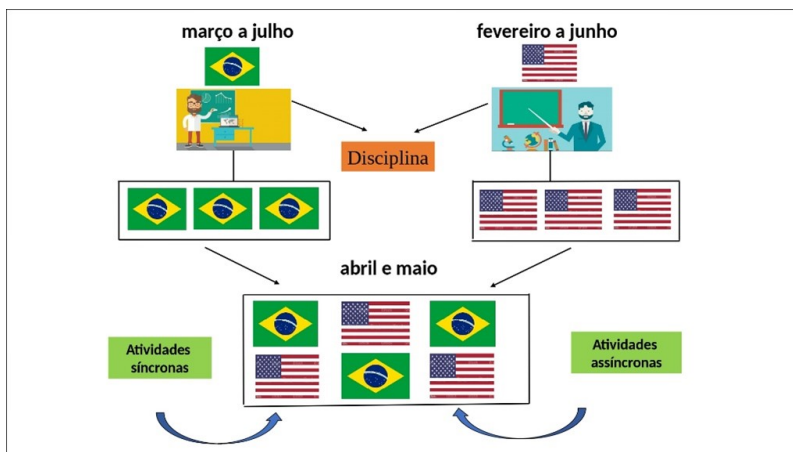 março a julho
fevereiro a junho
Disciplina
abril e maio
Atividades
síncronas
Atividades
assíncronas